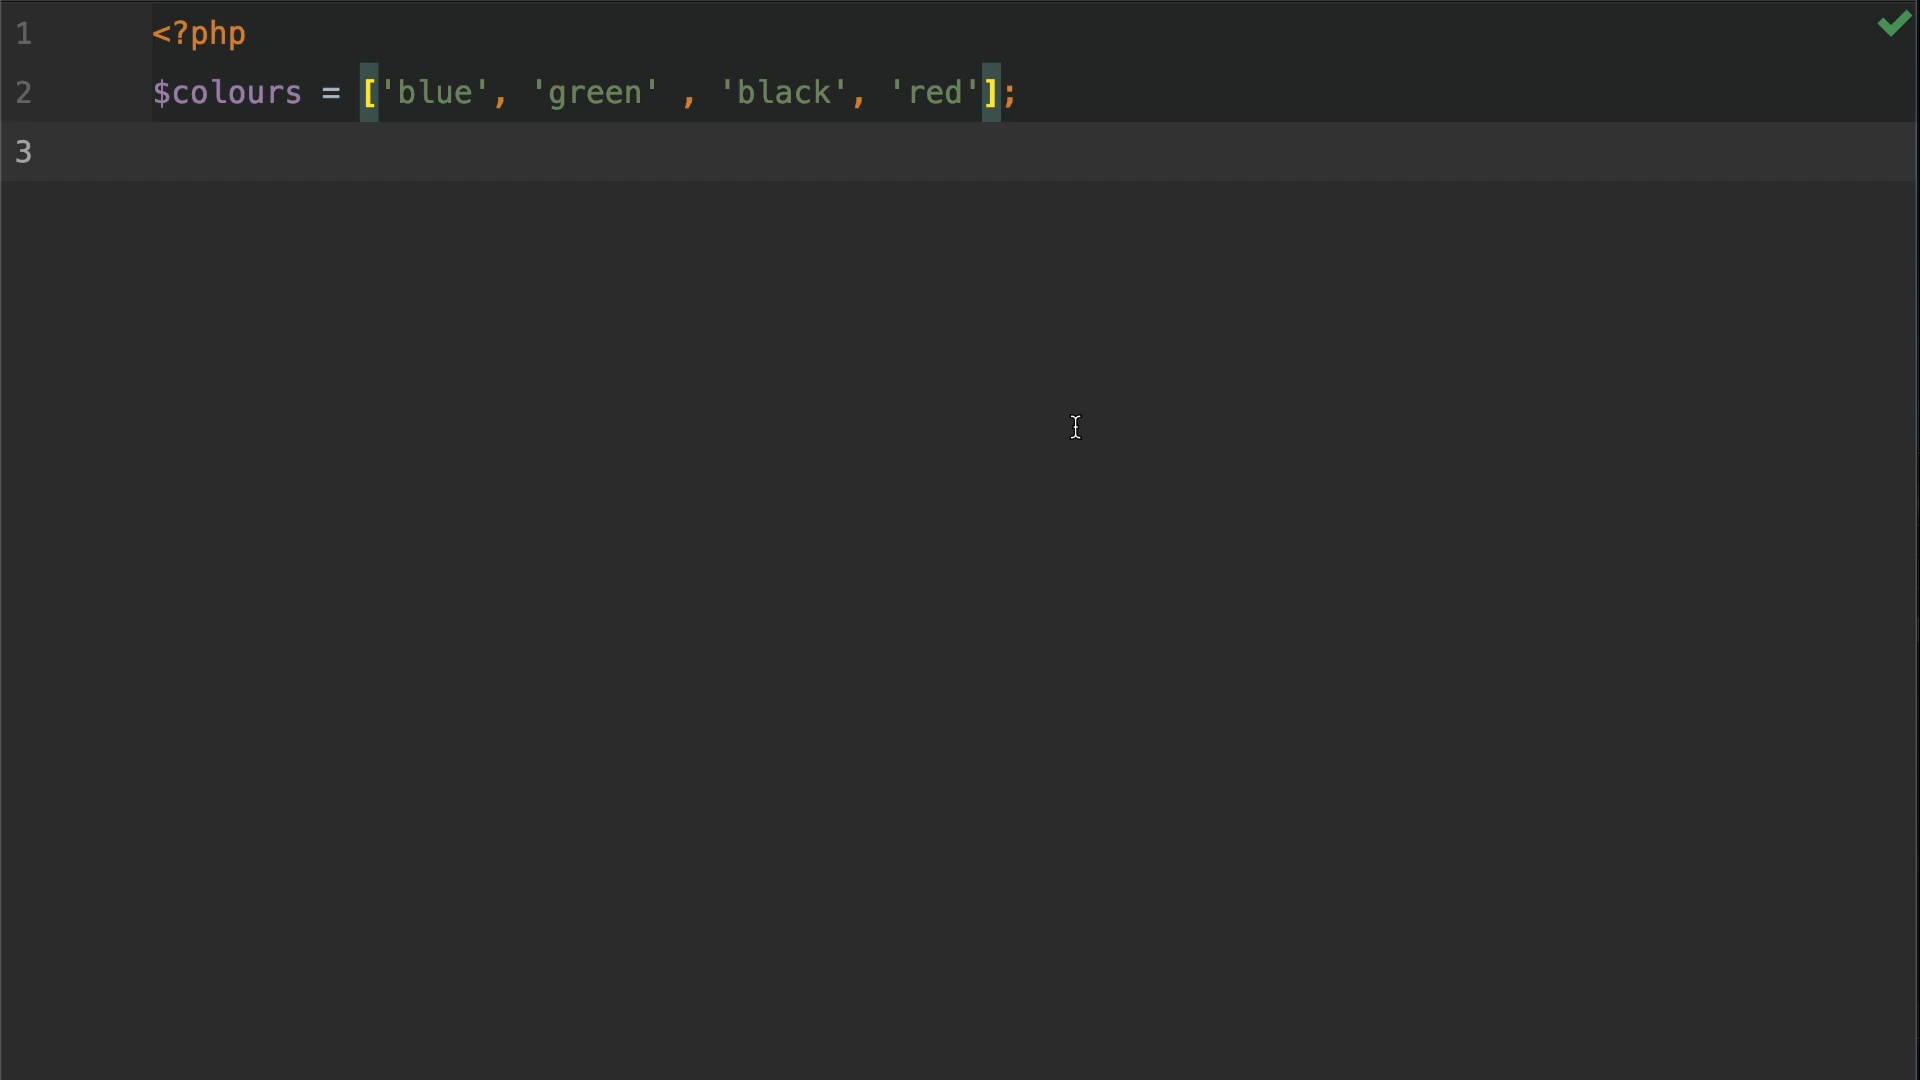 1 <?php
2 $colours = ['blue', 'green' , 'black', 'red'];
3